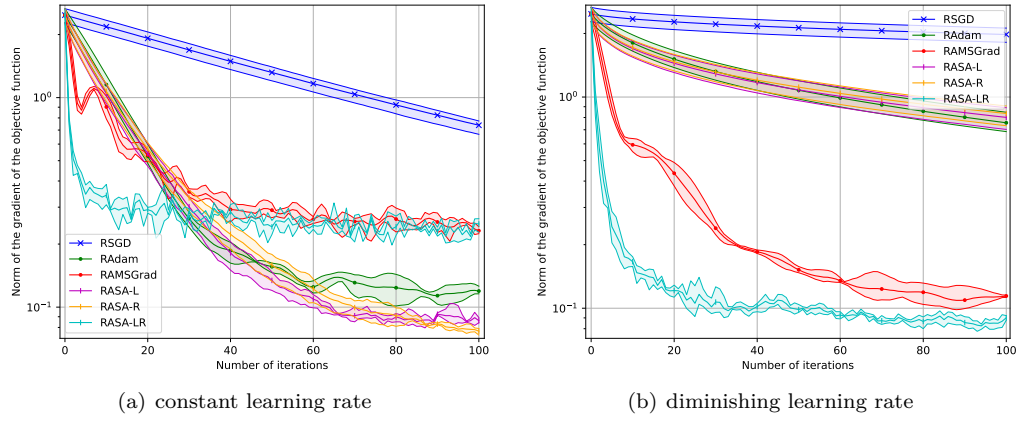 Norm of the gradient of the objective function
10⁰
10⁻¹
RSGD
RAdam
RAMSGrad
RASA-L
RASA-R
RASA-LR
0 20 40 60 80 100
Number of iterations
(a) constant learning rate
Norm of the gradient of the objective function
10⁰
10⁻¹
RSGD
RAdam
RAMSGrad
RASA-L
RASA-R
RASA-LR
0 20 40 60 80 100
Number of iterations
(b) diminishing learning rate